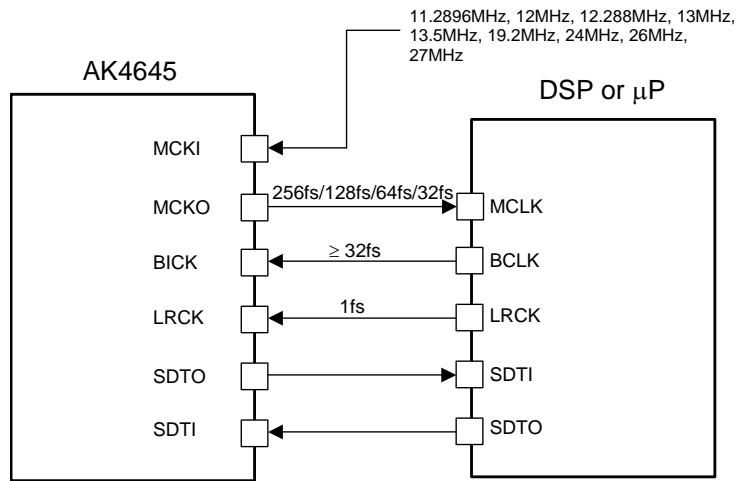 11.2896MHz, 12MHz, 12.288MHz, 13MHz,
13.5MHz, 19.2MHz, 24MHz, 26MHz,
27MHz
AK4645
DSP or μP
MCKI
MCKO
256fs/128fs/64fs/32fs
MCLK
BICK
≥ 32fs
BCLK
LRCK
1fs
LRCK
SDTO
SDTI
SDTI
SDTO